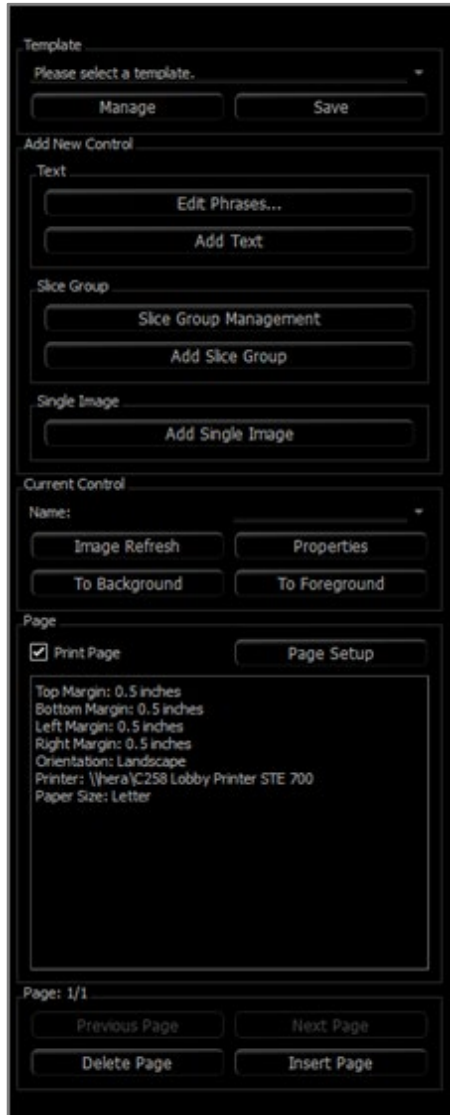 Template
Please select a template.
Manage Save
Add New Control
Text
Edit Phrases...
Add Text
Slice Group
Slice Group Management
Add Slice Group
Single Image
Add Single Image
Current Control
Name:
Image Refresh Properties
To Background To Foreground
Page
Print Page Page Setup
Top Margin: 0.5 inches
Bottom Margin: 0.5 inches
Left Margin: 0.5 inches
Right Margin: 0.5 inches
Orientation: Landscape
Printer: \\hera\C258 Lobby Printer STE 700
Paper Size: Letter
Page: 1/1
Previous Page Next Page
Delete Page Insert Page